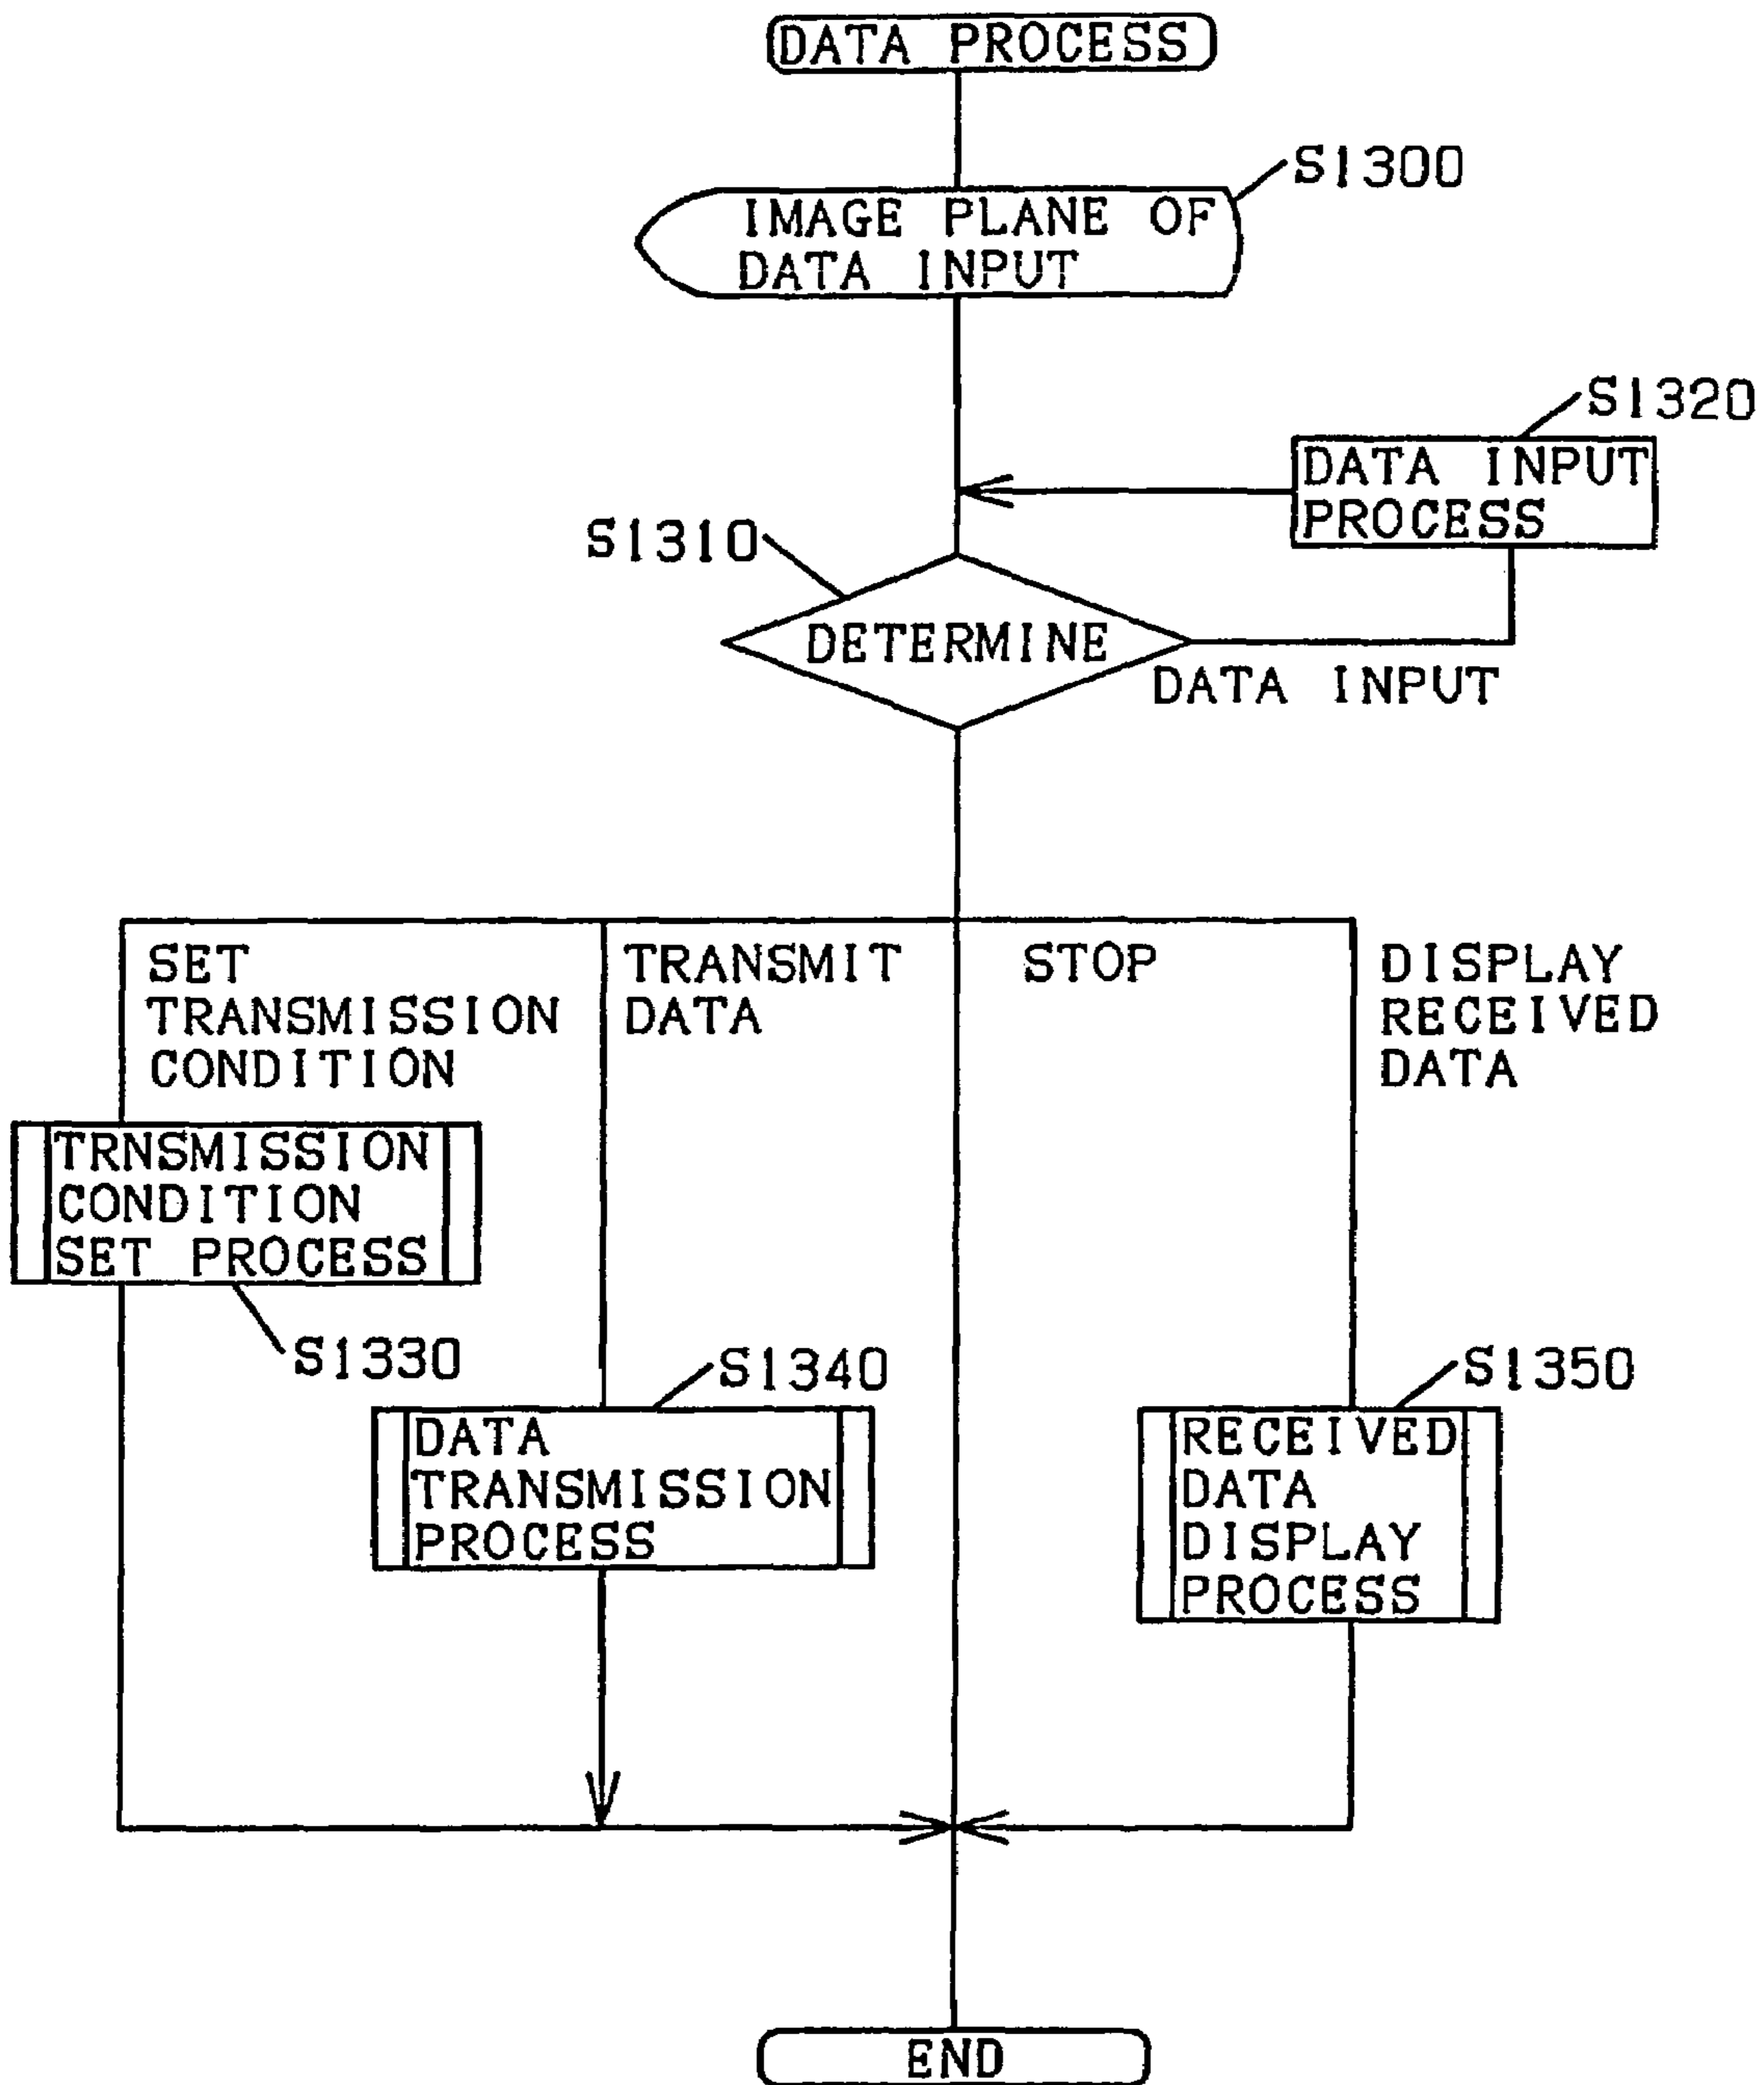 DATA PROCESS
S1300
IMAGE PLANE OF
DATA INPUT
S1320
DATA INPUT
PROCESS
S1310
DETERMINE
DATA INPUT
SET
TRANSMISSION
CONDITION
TRANSMIT
DATA
STOP
DISPLAY
RECEIVED
DATA
TRNSMISSION
CONDITION
SET PROCESS
S1330
S1340
DATA
TRANSMISSION
PROCESS
S1350
RECEIVED
DATA
DISPLAY
PROCESS
END